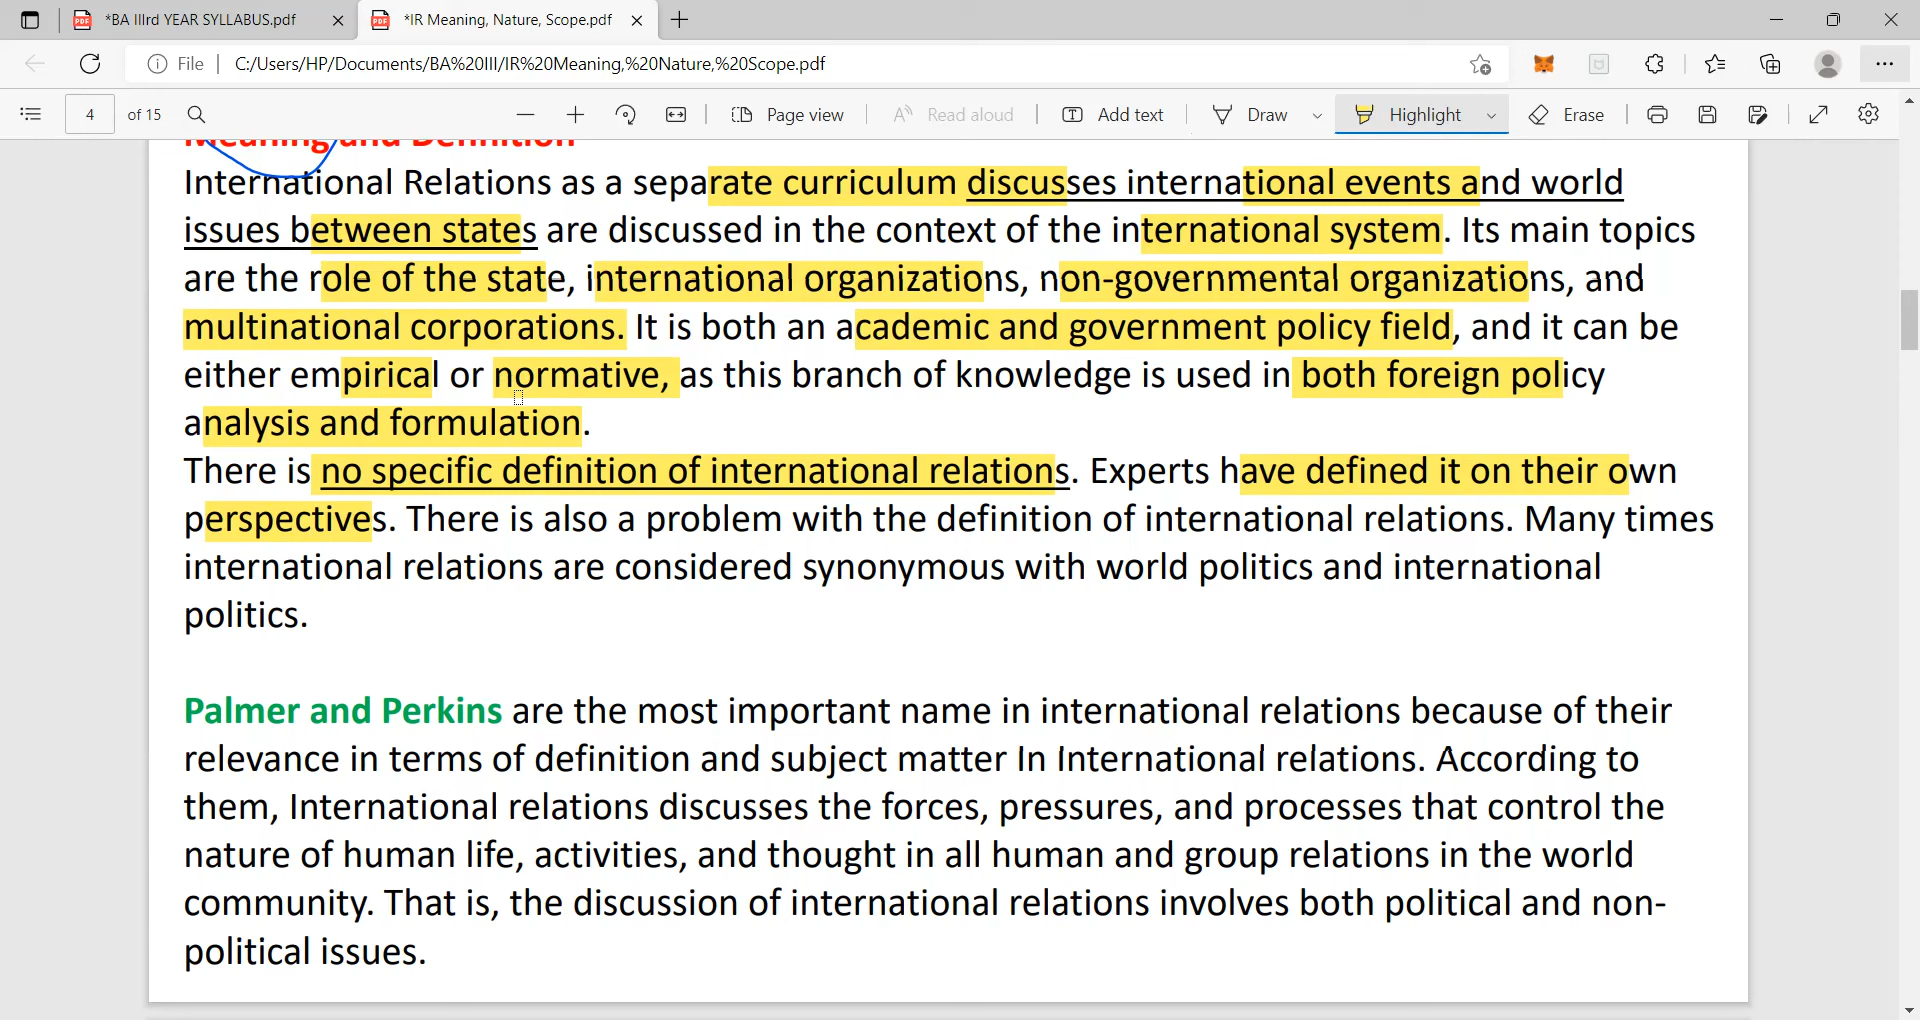 *BA IIIrd YEAR SYLLABUS.pdf
*IR Meaning, Nature, Scope.pdf
File
C:/Users/HP/Documents/BA%20III/IR%20Meaning,%20Nature,%20Scope.pdf
4 of 15
Page view
Read aloud
Add text
Draw
Highlight
Erase
Meaning and Definition
International Relations as a separate curriculum discusses international events and world
issues between states are discussed in the context of the international system. Its main topics
are the role of the state, international organizations, non-governmental organizations, and
multinational corporations. It is both an academic and government policy field, and it can be
either empirical or normative, as this branch of knowledge is used in both foreign policy
analysis and formulation.
There is no specific definition of international relations. Experts have defined it on their own
perspectives. There is also a problem with the definition of international relations. Many times
international relations are considered synonymous with world politics and international
politics.
Palmer and Perkins are the most important name in international relations because of their
relevance in terms of definition and subject matter In International relations. According to
them, International relations discusses the forces, pressures, and processes that control the
nature of human life, activities, and thought in all human and group relations in the world
community. That is, the discussion of international relations involves both political and non-
political issues.